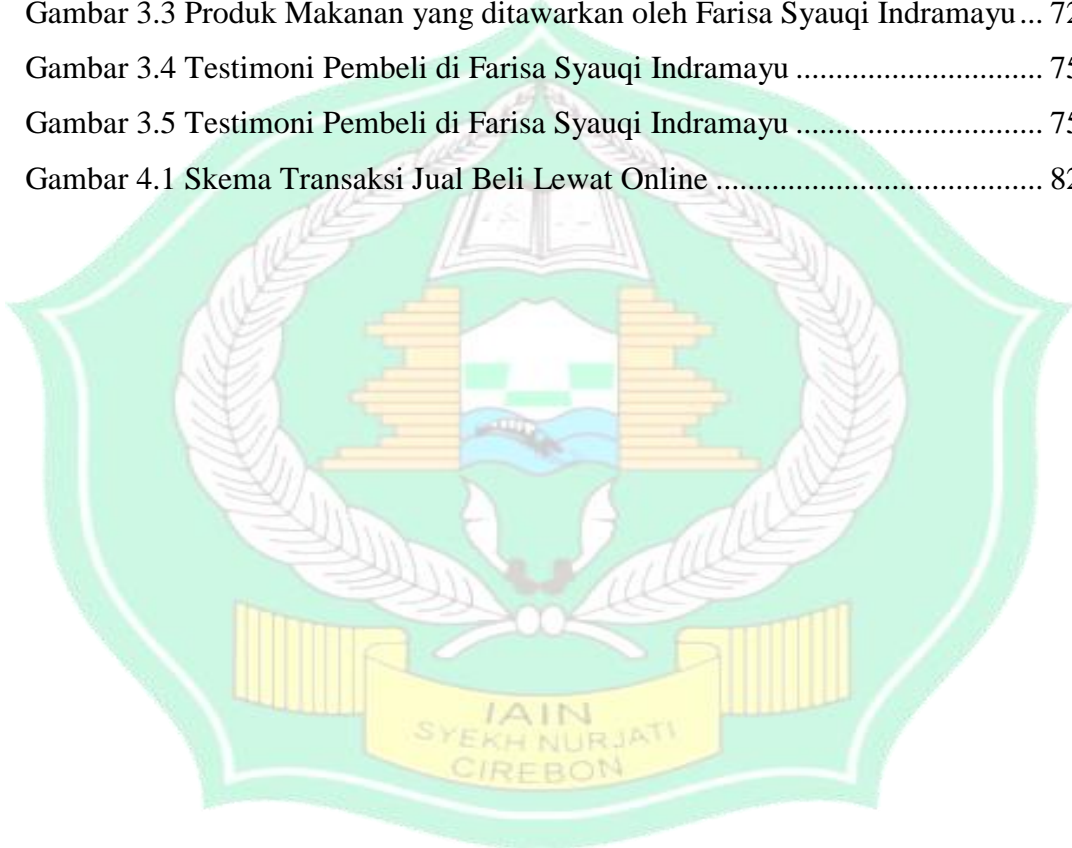 Gambar 3.3 Produk Makanan yang ditawarkan oleh Farisa Syauqi Indramayu ... 72
Gambar 3.4 Testimoni Pembeli di Farisa Syauqi Indramayu ............................... 75
Gambar 3.5 Testimoni Pembeli di Farisa Syauqi Indramayu ............................... 75
Gambar 4.1 Skema Transaksi Jual Beli Lewat Online ......................................... 82
IAIN
SYEKH NURJATI
CIREBON